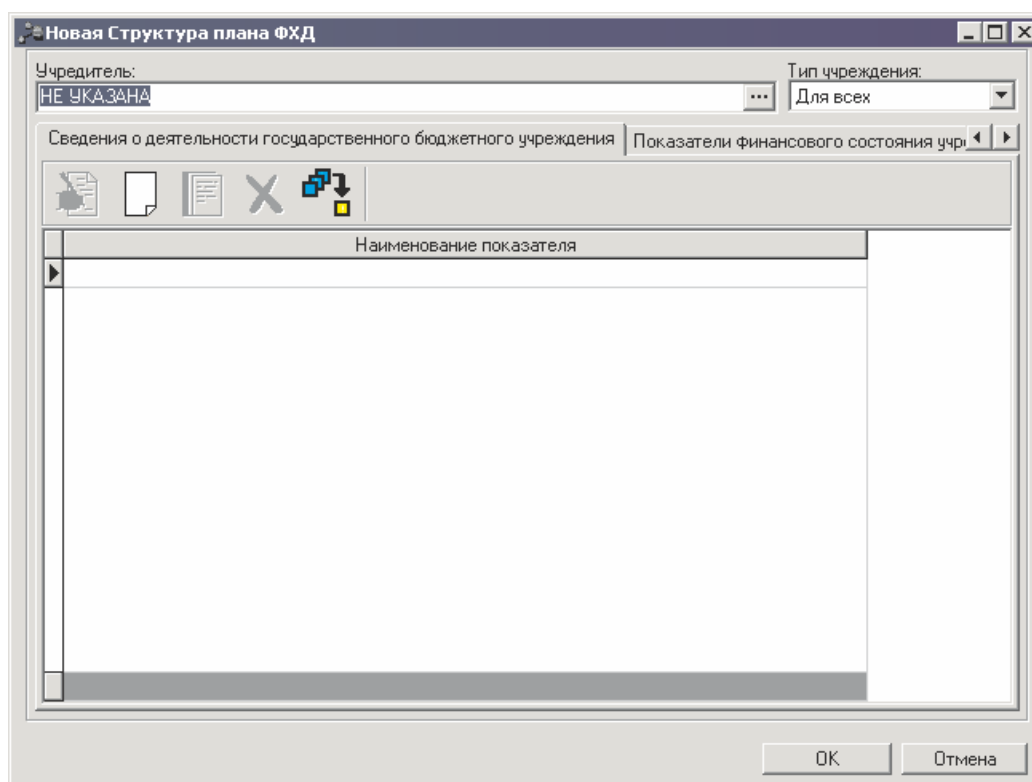 Новая Структура плана ФХД
Учредитель:
Тип учреждения:
НЕ УКАЗАНА
Для всех
Сведения о деятельности государственного бюджетного учреждения
Показатели финансового состояния учр
Наименование показателя
OK
Отмена